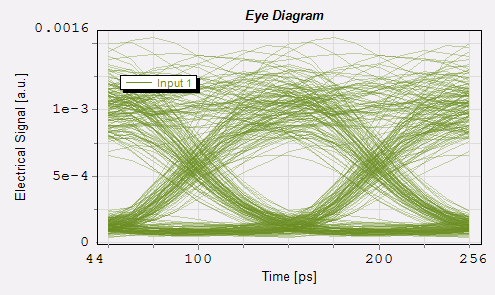 Eye Diagram
0.0016
Input 1
1e-3
Electrical Signal [a.u.]
5e-4
0
44 100 200 256
Time [ps]